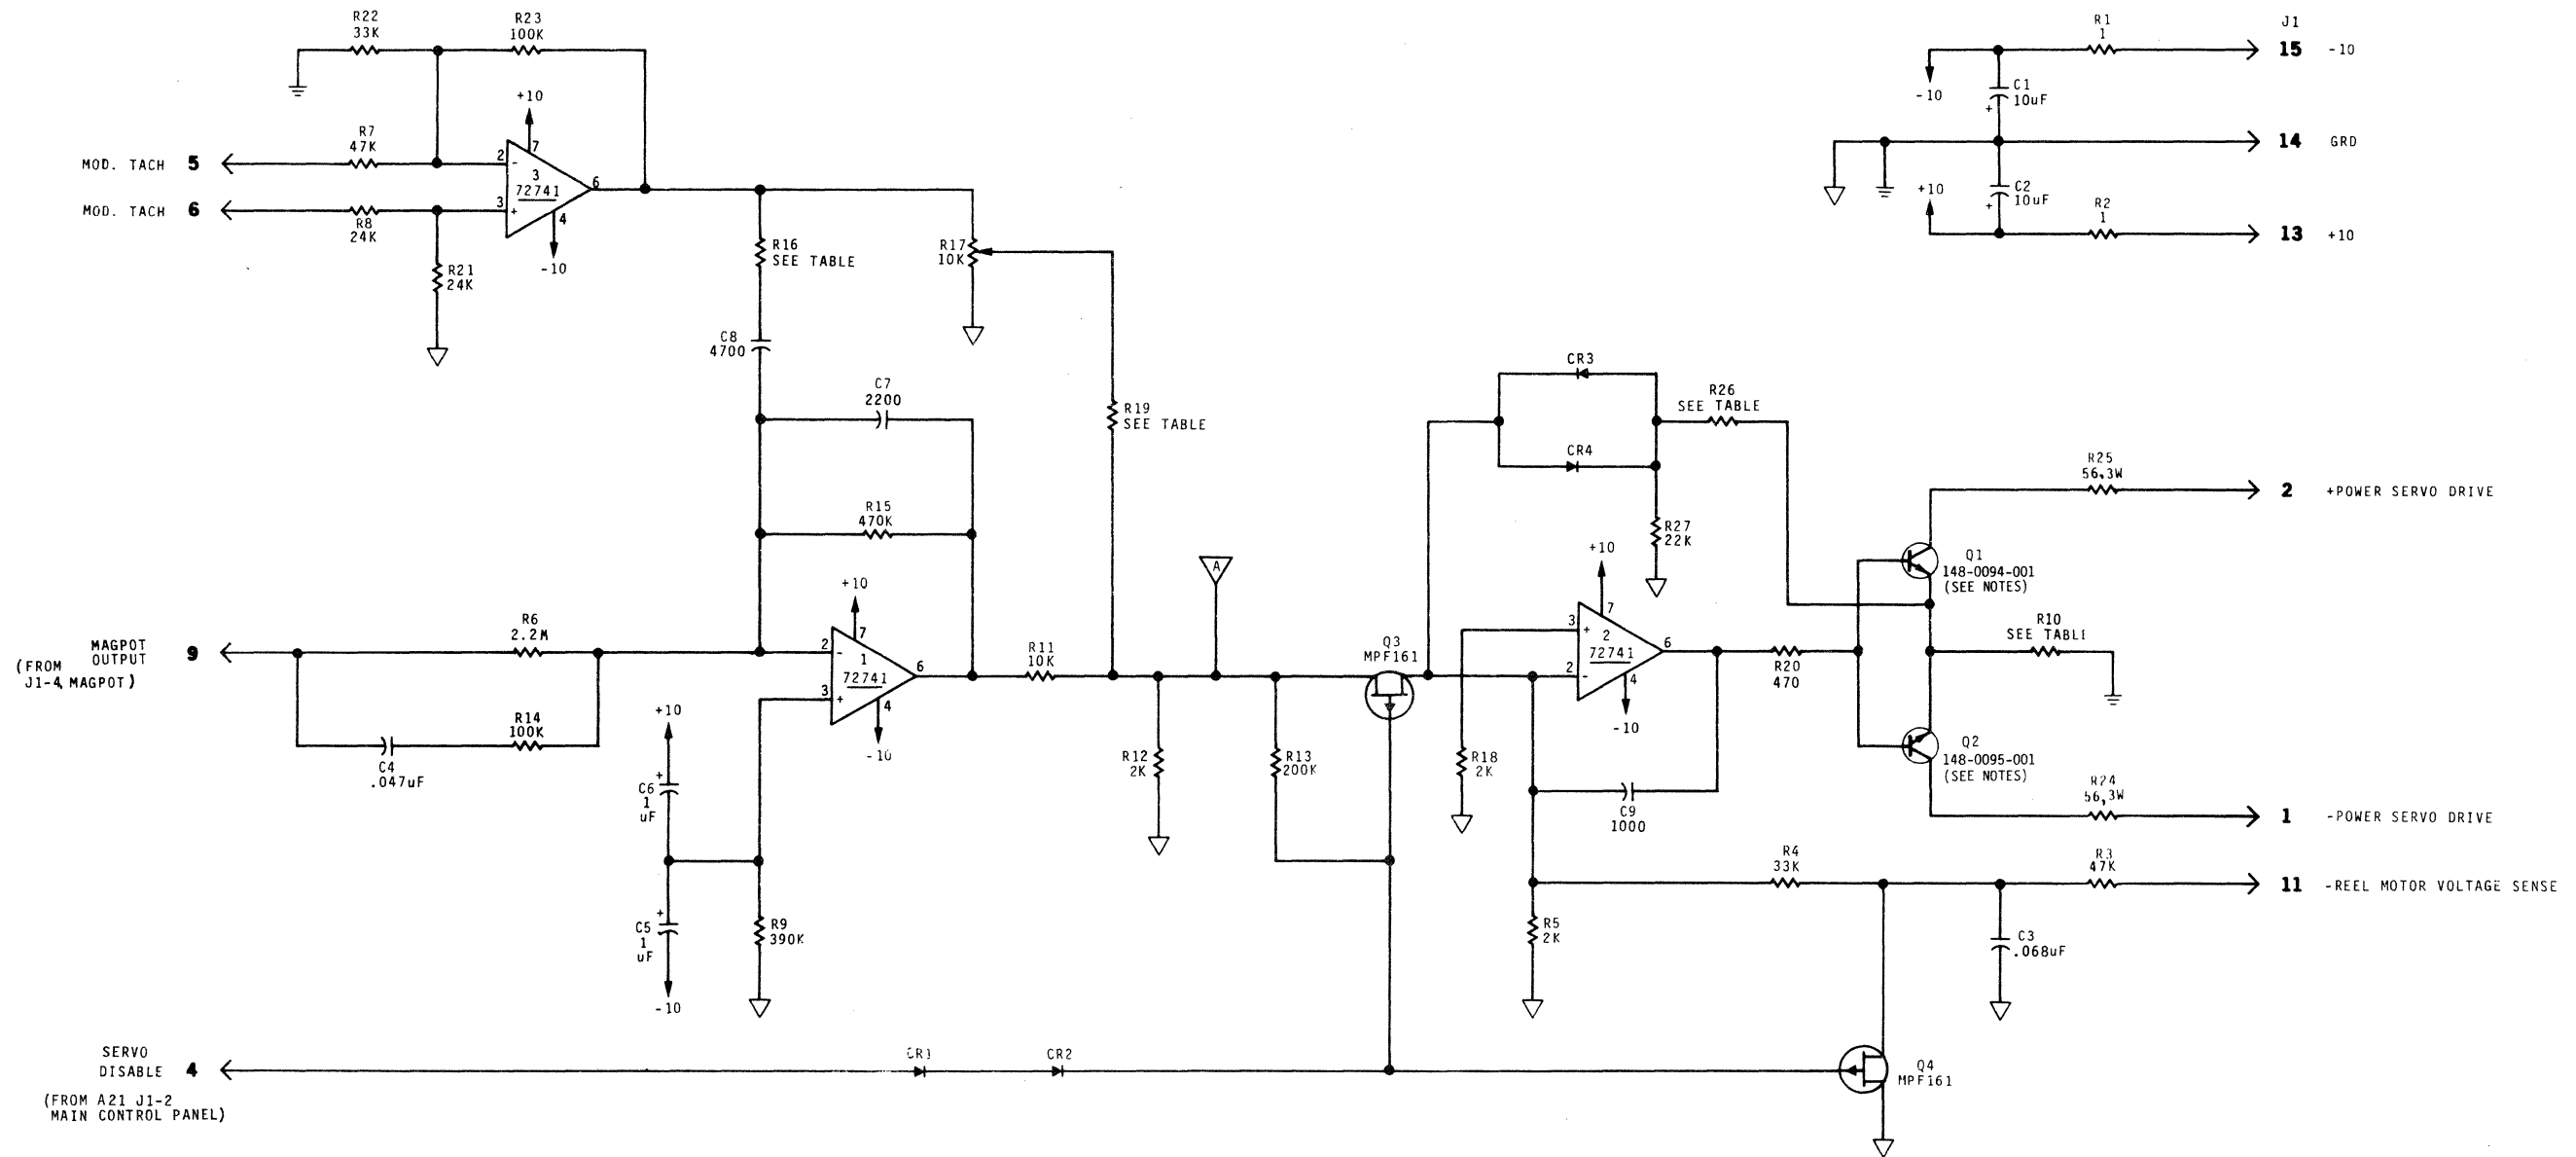 R22
33K
R23
100K
+10
7
2
-
3
72741
6
3
+
4
-10
R7
47K
MOD. TACH 5
MOD. TACH 6
R8
24K
R21
24K
R16
SEE TABLE
R17
10K
C8
4700
C7
2200
R19
SEE TABLE
R15
470K
R1
1
J1
15 -10
-10
C1
+ 10uF
14 GRD
+10
C2
+ 10uF
R2
1
13 +10
CR3
R26
SEE TABLE
CR4
R27
22K
R25
56,3W
2 +POWER SERVO DRIVE
+10
7
3
+
2
72741
6
2
-
4
-10
Q1
148-0094-001
(SEE NOTES)
R10
SEE TABLE
R20
470
Q2
148-0095-001
(SEE NOTES)
R24
56,3W
1 -POWER SERVO DRIVE
A
Q3
MPF161
R6
2.2M
MAGPOT
OUTPUT 9
(FROM
J1-4,MAGPOT)
+10
7
2
-
1
72741
6
3
+
4
-10
R11
10K
R14
100K
C4
.047uF
+10
+
C6
1
uF
+
C5
1
uF
-10
R9
390K
R12
2K
R13
200K
R18
2K
C9
1000
R4
33K
R3
47K
11 -REEL MOTOR VOLTAGE SENSE
R5
2K
C3
.068uF
SERVO
DISABLE 4
(FROM A21 J1-2
MAIN CONTROL PANEL)
CR1
CR2
Q4
MPF161